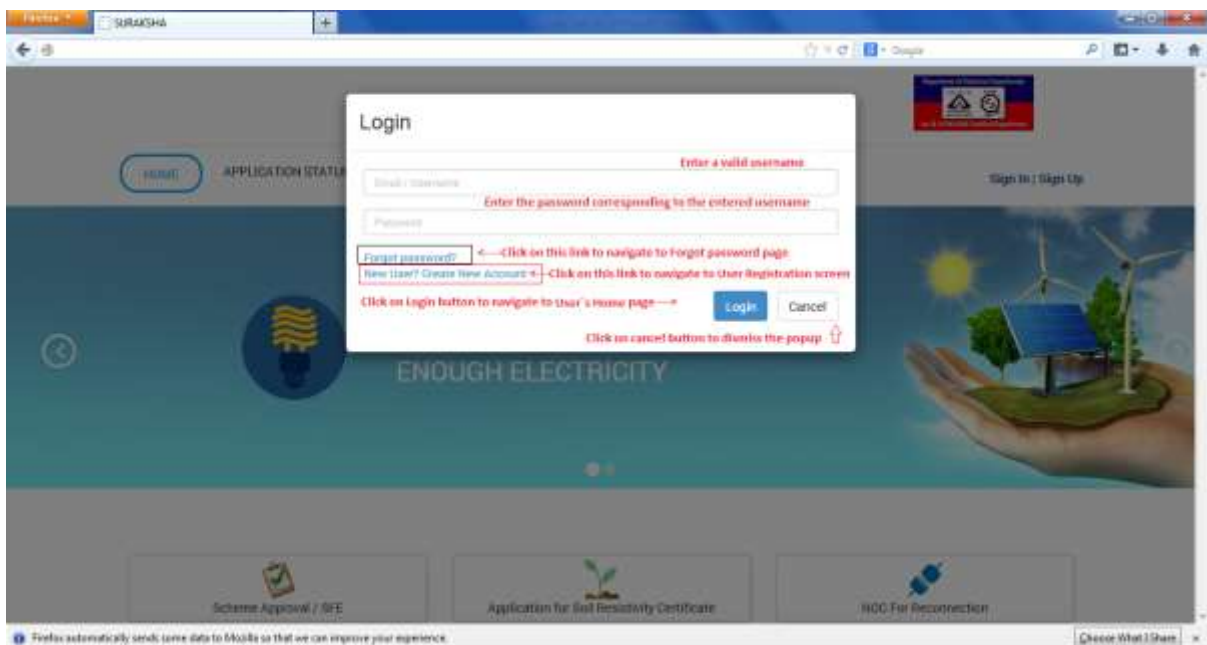 Firefox
SURAKSHA
Google
Login
Enter a valid username
HOME
APPLICATION STATU
Email / Username
Sign In / Sign Up
Enter the password corresponding to the entered username
Password
Forgot password? <----Click on this link to navigate to Forgot password page
New User? Create New Account <--Click on this link to navigate to User Registration screen
Click on Login button to navigate to User's Home page---->
Login
Cancel
Click on cancel button to dismiss the popup
ENOUGH ELECTRICITY
Scheme Approval / SFE
Application for Soil Resistivity Certificate
NOC For Reconnection
Firefox automatically sends some data to Mozilla so that we can improve your experience.
Choose What I Share